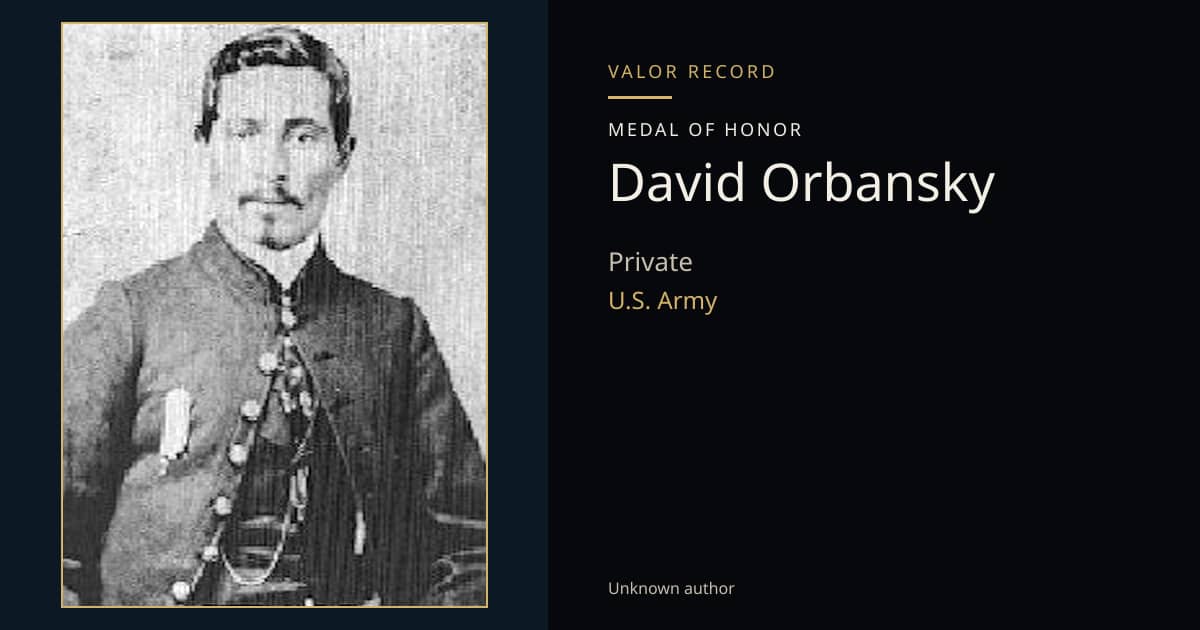 VALOR RECORD
MEDAL OF HONOR
David Orbansky
Private
U.S. Army
Unknown author